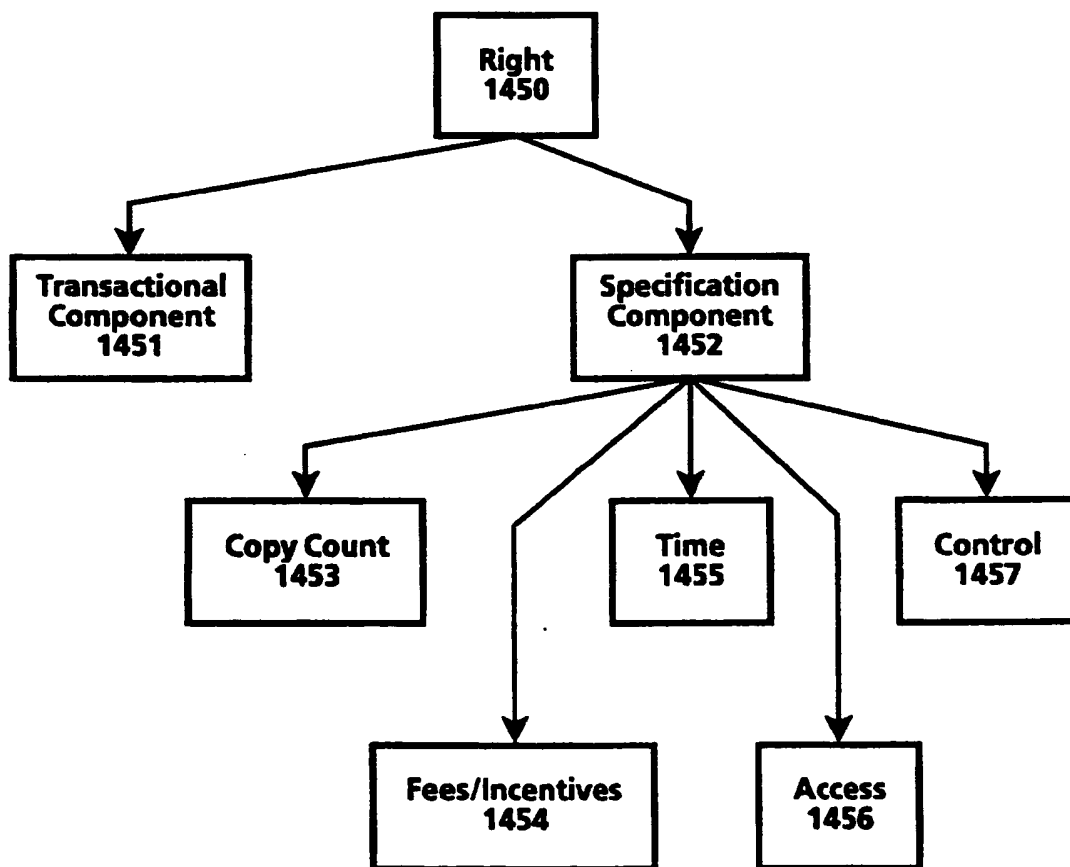 Right
1450
Transactional
Component
1451
Specification
Component
1452
Copy Count
1453
Time
1455
Control
1457
Fees/Incentives
1454
Access
1456